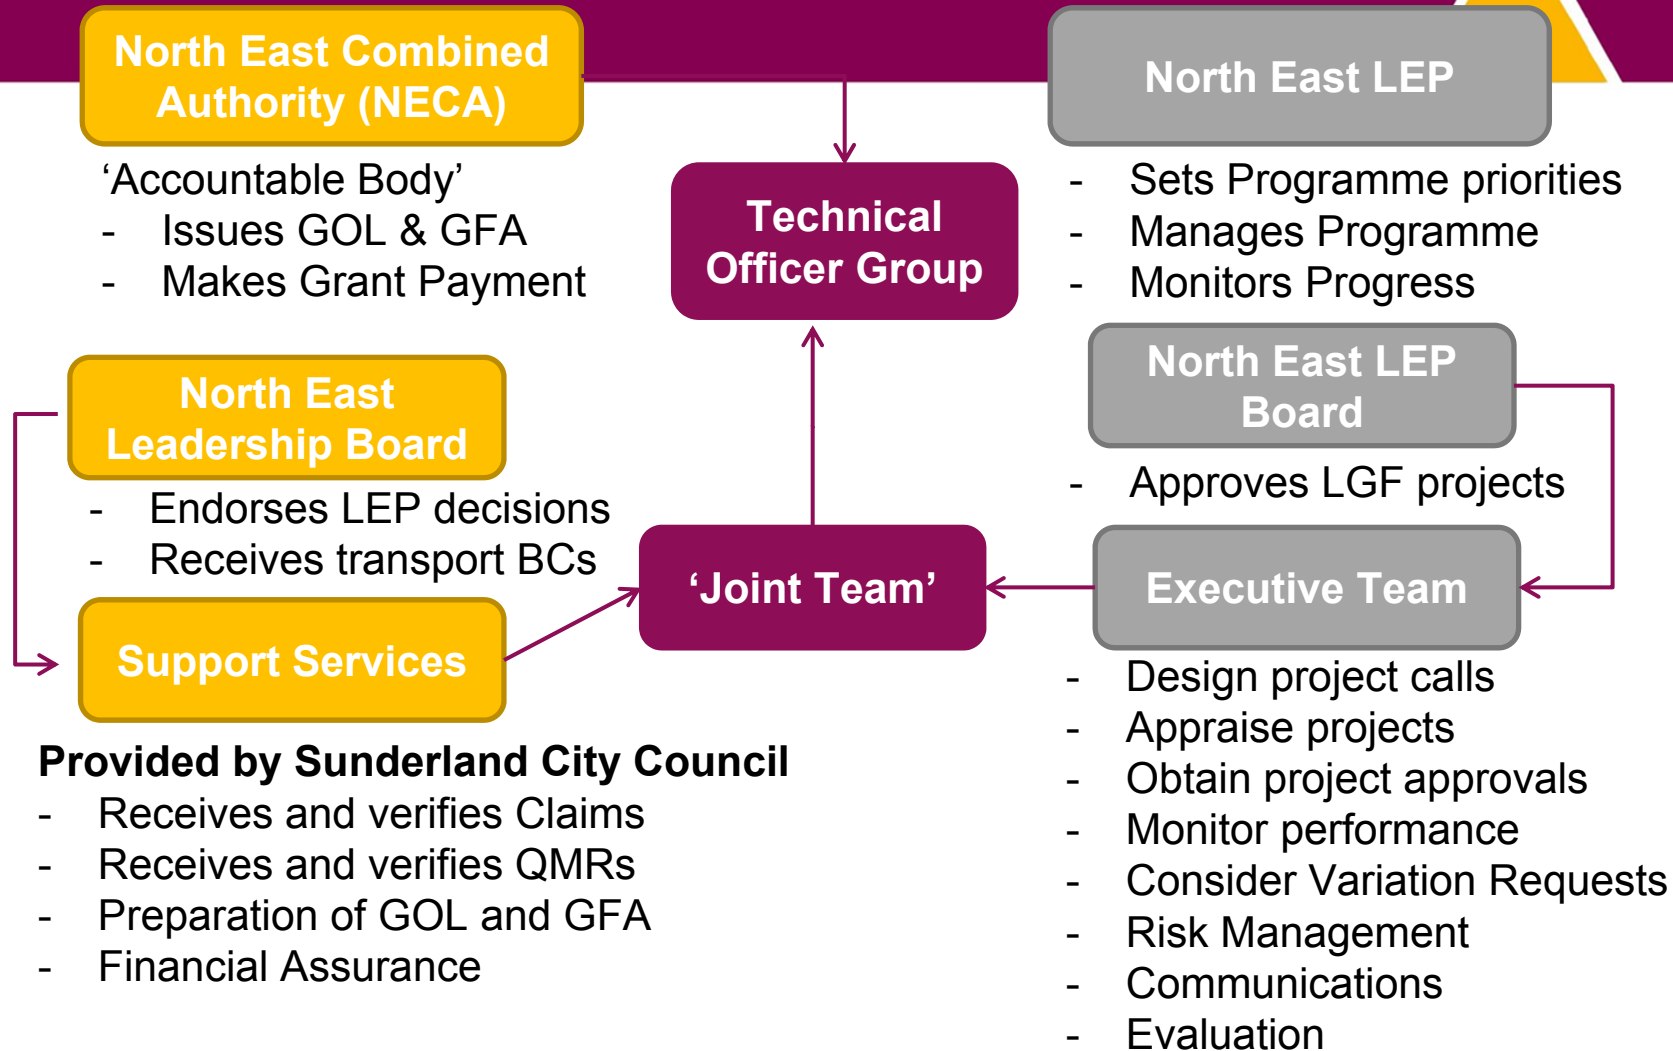 North East Combined
Authority (NECA)
‘Accountable Body’
- Issues GOL & GFA
- Makes Grant Payment
North East
Leadership Board
- Endorses LEP decisions
- Receives transport BCs
Support Services
Provided by Sunderland City Council
- Receives and verifies Claims
- Receives and verifies QMRs
- Preparation of GOL and GFA
- Financial Assurance
Technical
Officer Group
‘Joint Team’
North East LEP
- Sets Programme priorities
- Manages Programme
- Monitors Progress
North East LEP
Board
- Approves LGF projects
Executive Team
- Design project calls
- Appraise projects
- Obtain project approvals
- Monitor performance
- Consider Variation Requests
- Risk Management
- Communications
- Evaluation